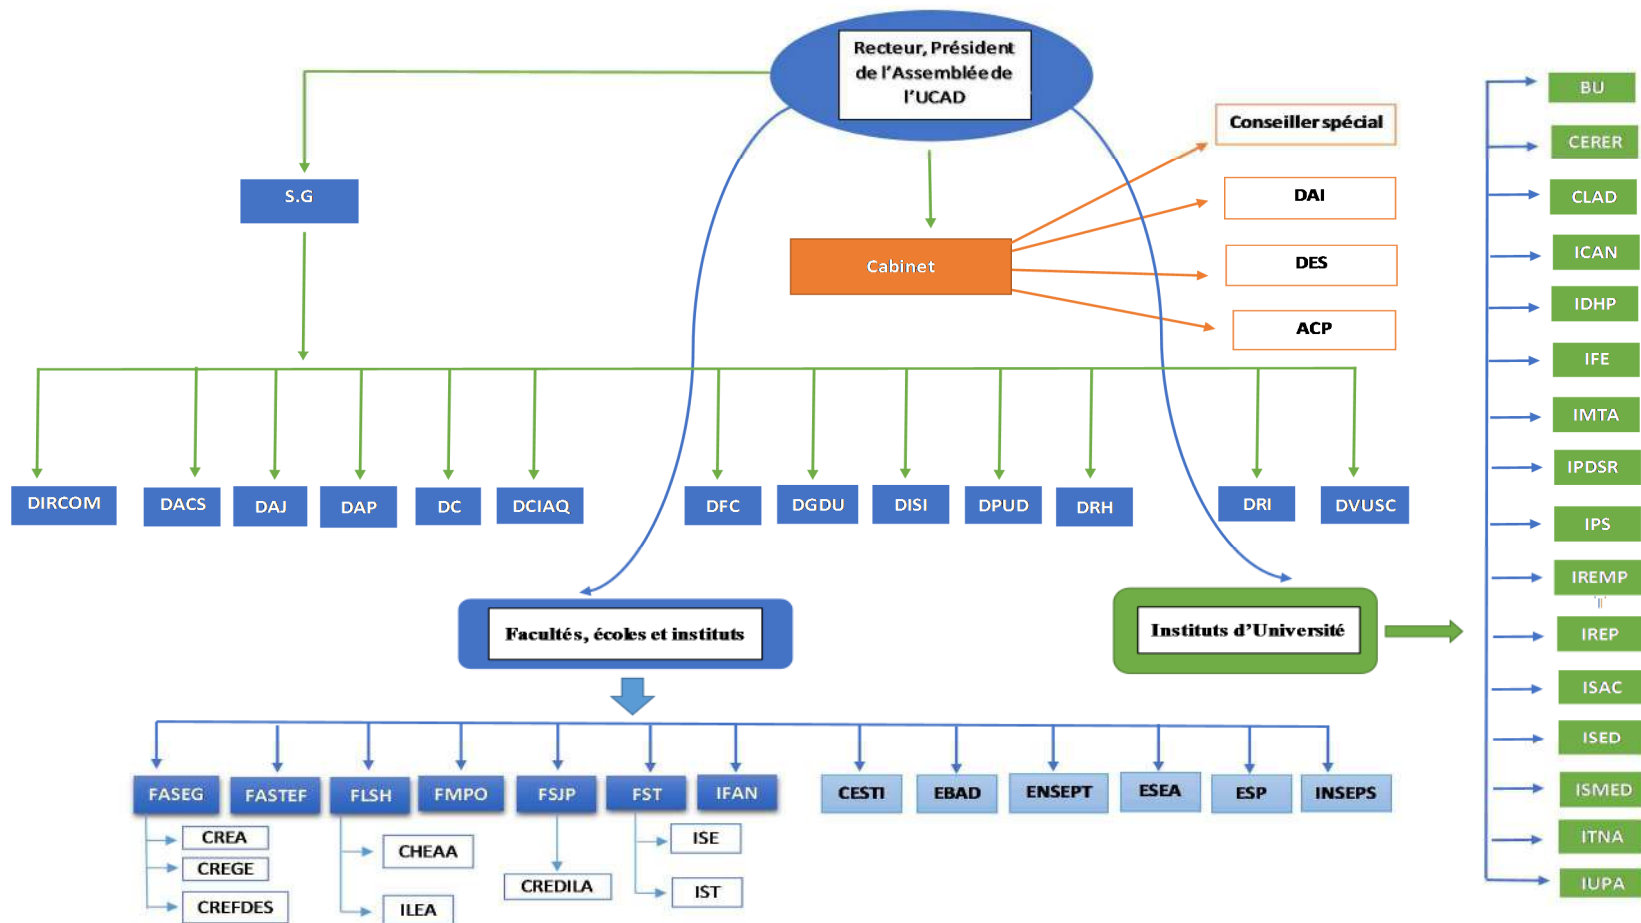 Recteur, Président
de l'Assemblée de
l'UCAD
S.G
Cabinet
Conseiller spécial
DAI
DES
ACP
DIRCOM
DACS
DAJ
DAP
DC
DCIAQ
DFC
DGDU
DISI
DPUD
DRH
DRI
DVUSC
Facultés, écoles et instituts
Instituts d'Université
FASEG
FASTEF
FLSH
FMPO
FSJP
FST
IFAN
CESTI
EBAD
ENSEPT
ESEA
ESP
INSEPS
CREA
CREGE
CREFDES
CHEAA
ILEA
CREDILA
ISE
IST
BU
CERER
CLAD
ICAN
IDHP
IFE
IMTA
IPDSR
IPS
IREMP
IREP
ISAC
ISED
ISMED
ITNA
IUPA